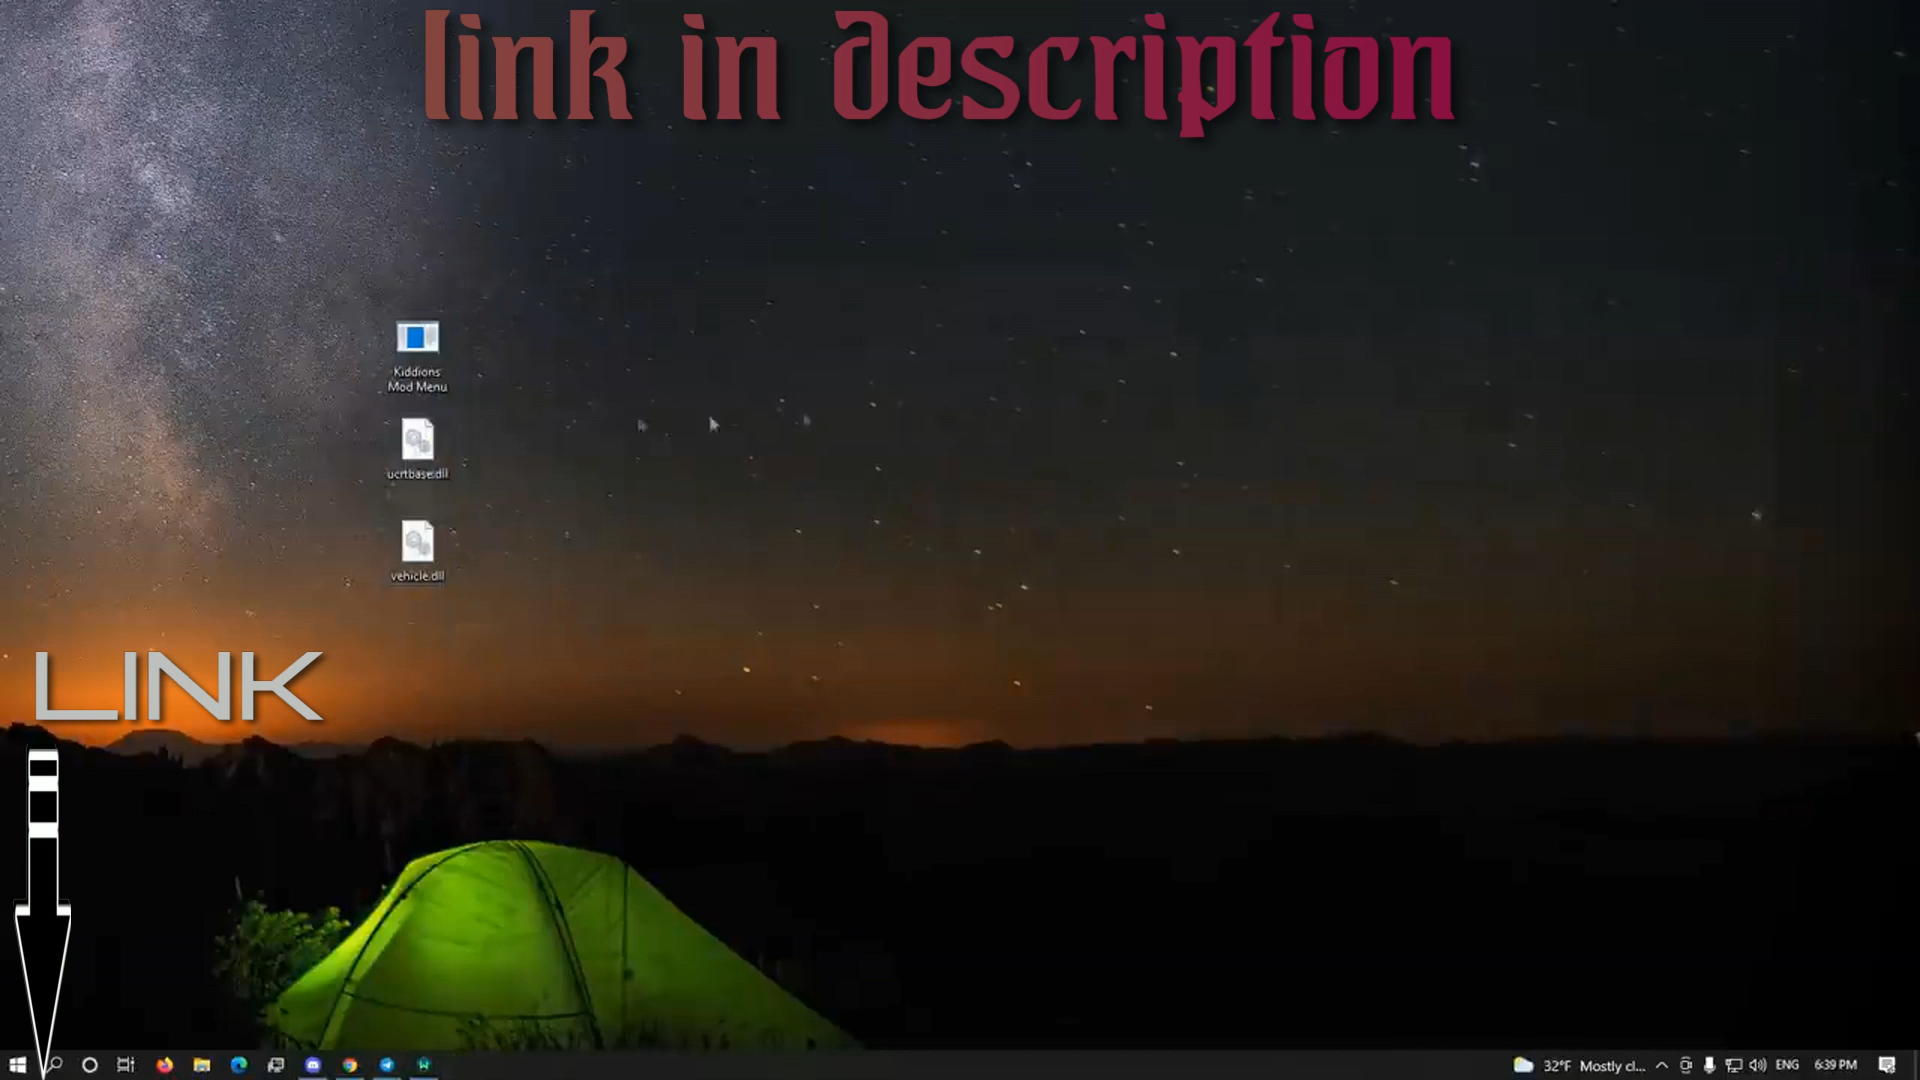 link in description
Kiddions
Mod Menu
ucrtbase.dll
vehicle.dll
LINK
32°F Mostly cl... ENG 6:39 PM